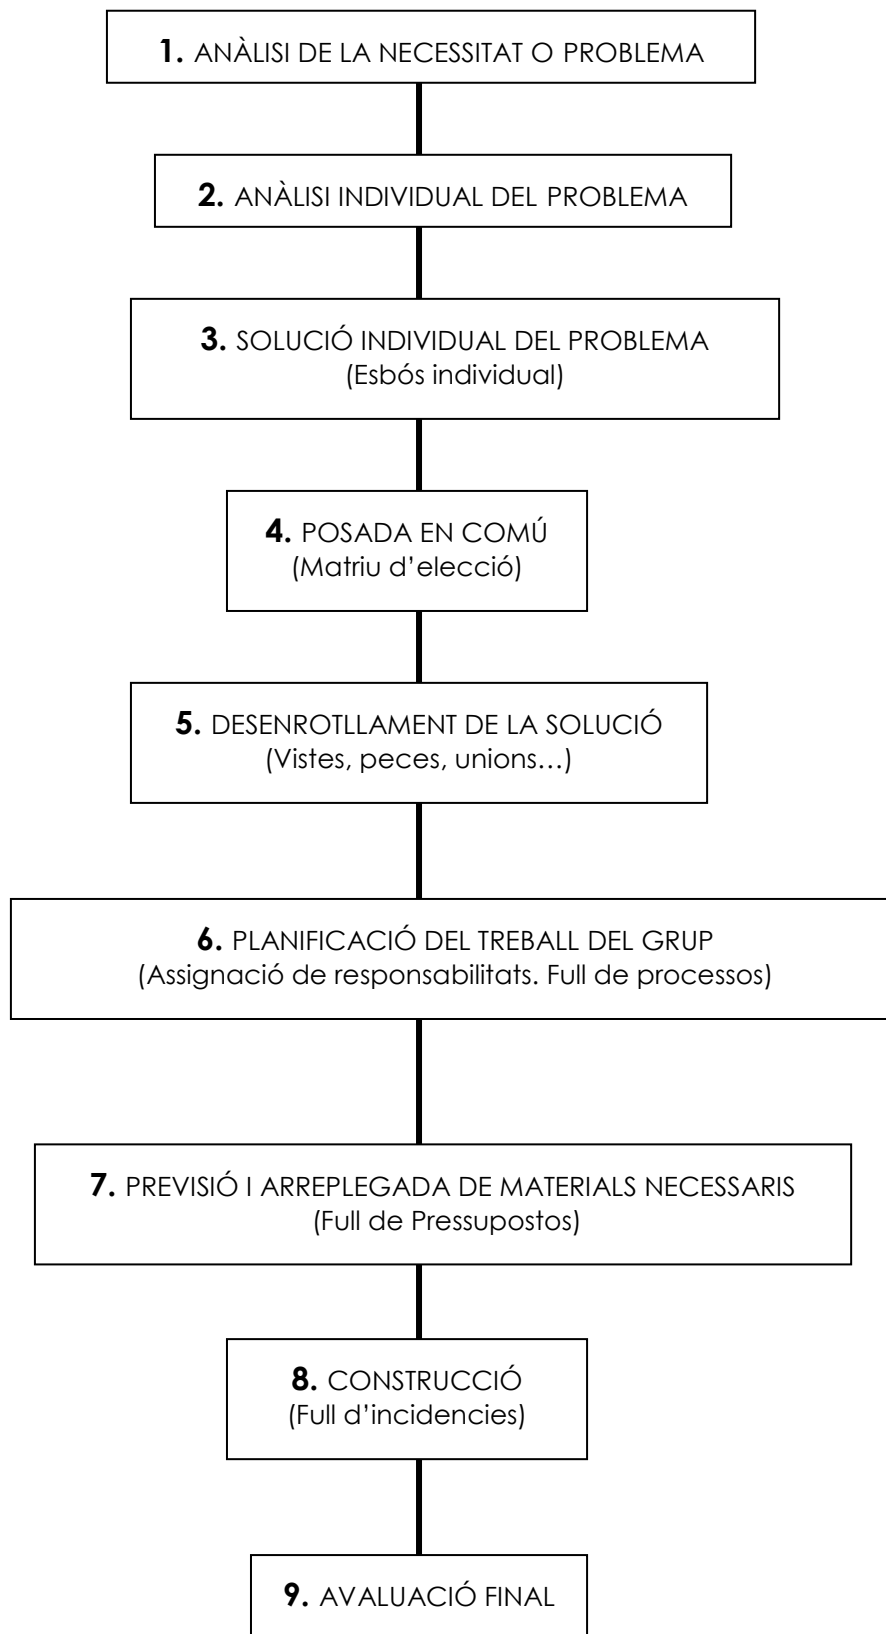 1. ANÀLISI DE LA NECESSITAT O PROBLEMA
2. ANÀLISI INDIVIDUAL DEL PROBLEMA
3. SOLUCIÓ INDIVIDUAL DEL PROBLEMA
(Esbós individual)
4. POSADA EN COMÚ
(Matriu d’elecció)
5. DESENROTLLAMENT DE LA SOLUCIÓ
(Vistes, peces, unions…)
6. PLANIFICACIÓ DEL TREBALL DEL GRUP
(Assignació de responsabilitats. Full de processos)
7. PREVISIÓ I ARREPLEGADA DE MATERIALS NECESSARIS
(Full de Pressupostos)
8. CONSTRUCCIÓ
(Full d’incidencies)
9. AVALUACIÓ FINAL